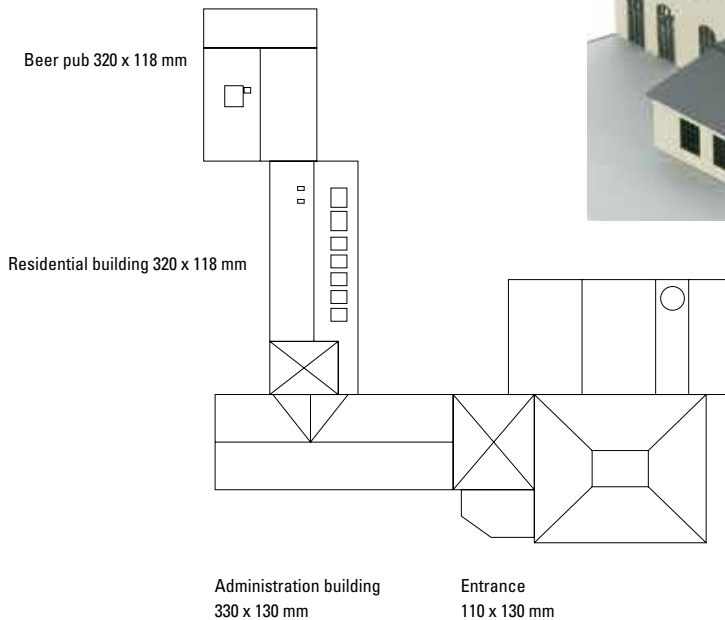 Beer pub 320 x 118 mm
Residential building 320 x 118 mm
Administration building
330 x 130 mm
Entrance
110 x 130 mm